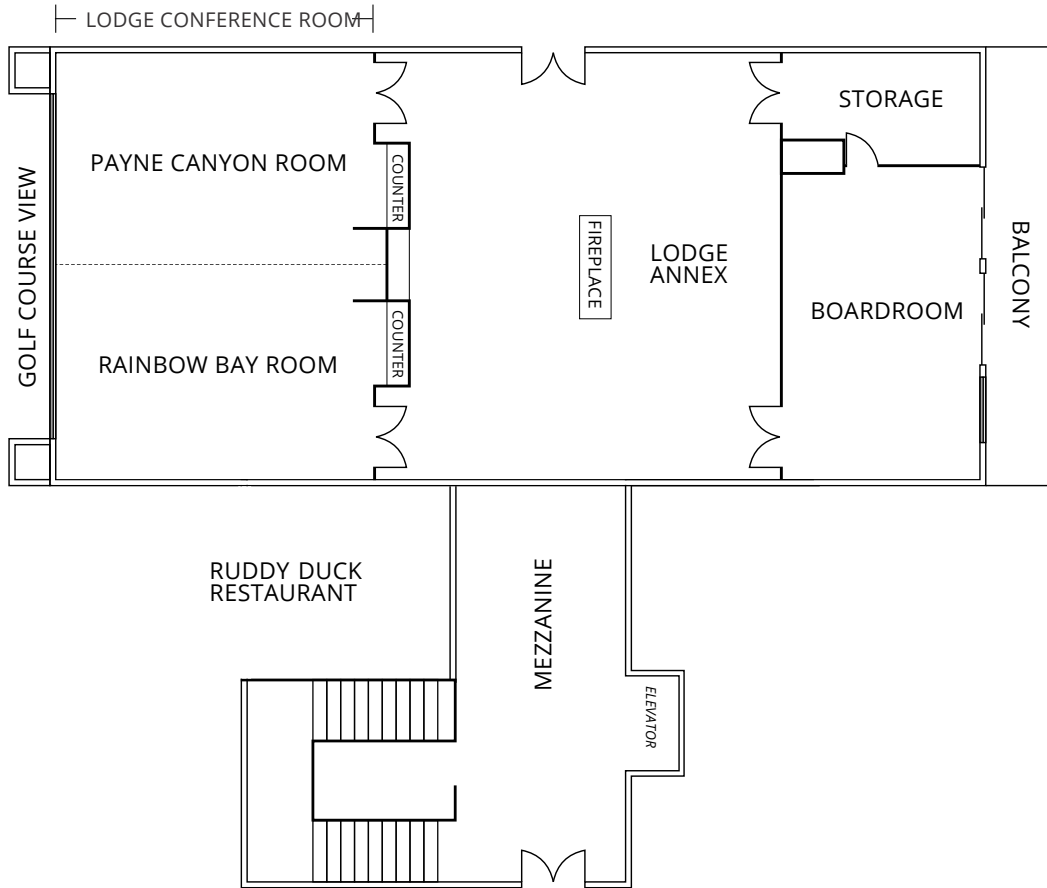 LODGE CONFERENCE ROOM
STORAGE
PAYNE CANYON ROOM
COUNTER
GOLF COURSE VIEW
FIREPLACE
LODGE
ANNEX
BALCONY
BOARDROOM
COUNTER
RAINBOW BAY ROOM
RUDDY DUCK
RESTAURANT
MEZZANINE
ELEVATOR